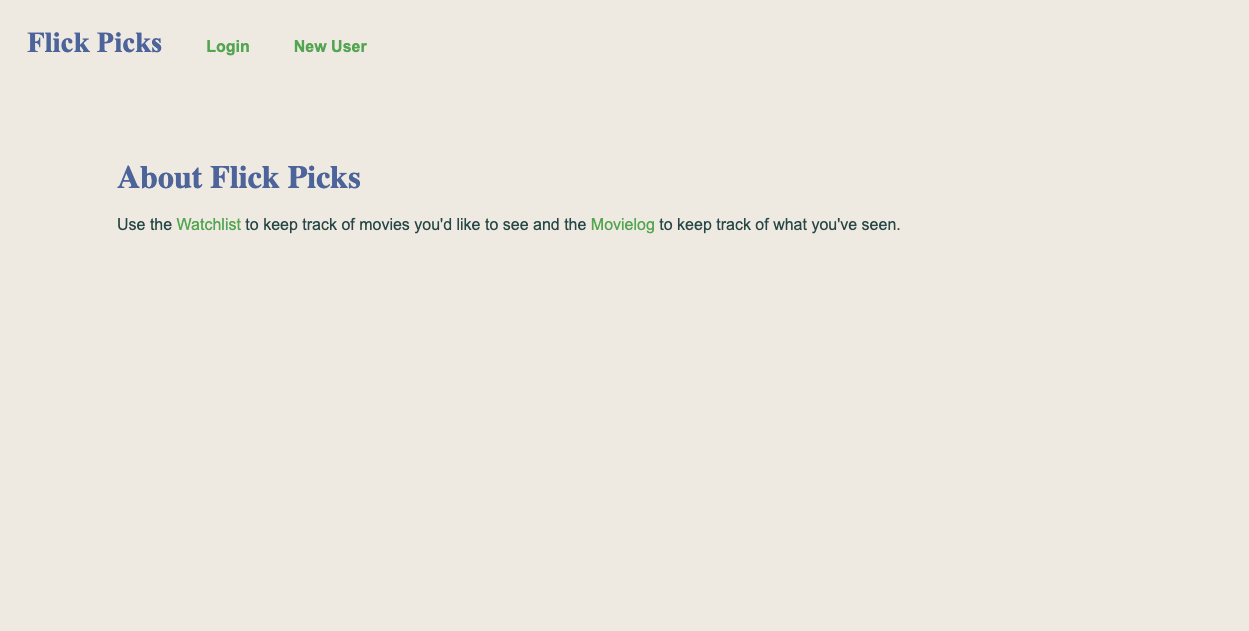 Flick Picks Login New User
About Flick Picks
Use the Watchlist to keep track of movies you'd like to see and the Movielog to keep track of what you've seen.